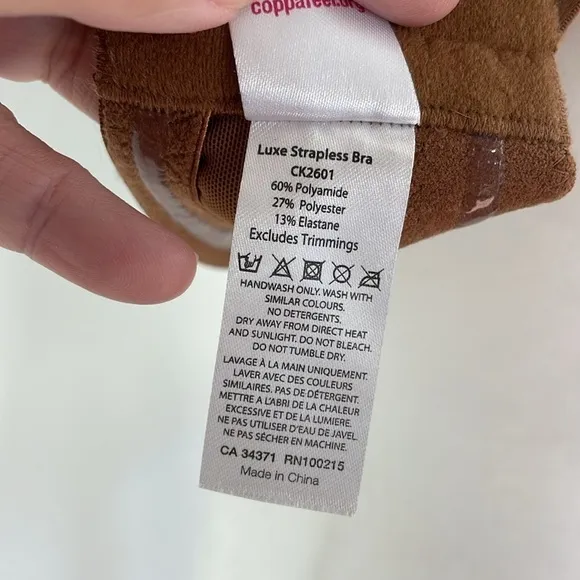 coppafeel.org
Luxe Strapless Bra
CK2601
60% Polyamide
27% Polyester
13% Elastane
Excludes Trimmings
HANDWASH ONLY. WASH WITH
SIMILAR COLOURS.
NO DETERGENTS.
DRY AWAY FROM DIRECT HEAT
AND SUNLIGHT. DO NOT BLEACH.
DO NOT TUMBLE DRY.
LAVAGE À LA MAIN UNIQUEMENT.
LAVER AVEC DES COULEURS
SIMILAIRES. PAS DE DÉTERGENT.
METTRE A L'ABRI DE LA CHALEUR
EXCESSIVE ET DE LA LUMIERE.
NE PAS UTILISER D'EAU DE JAVEL.
NE PAS SÉCHER EN MACHINE.
CA 34371 RN100215
Made in China